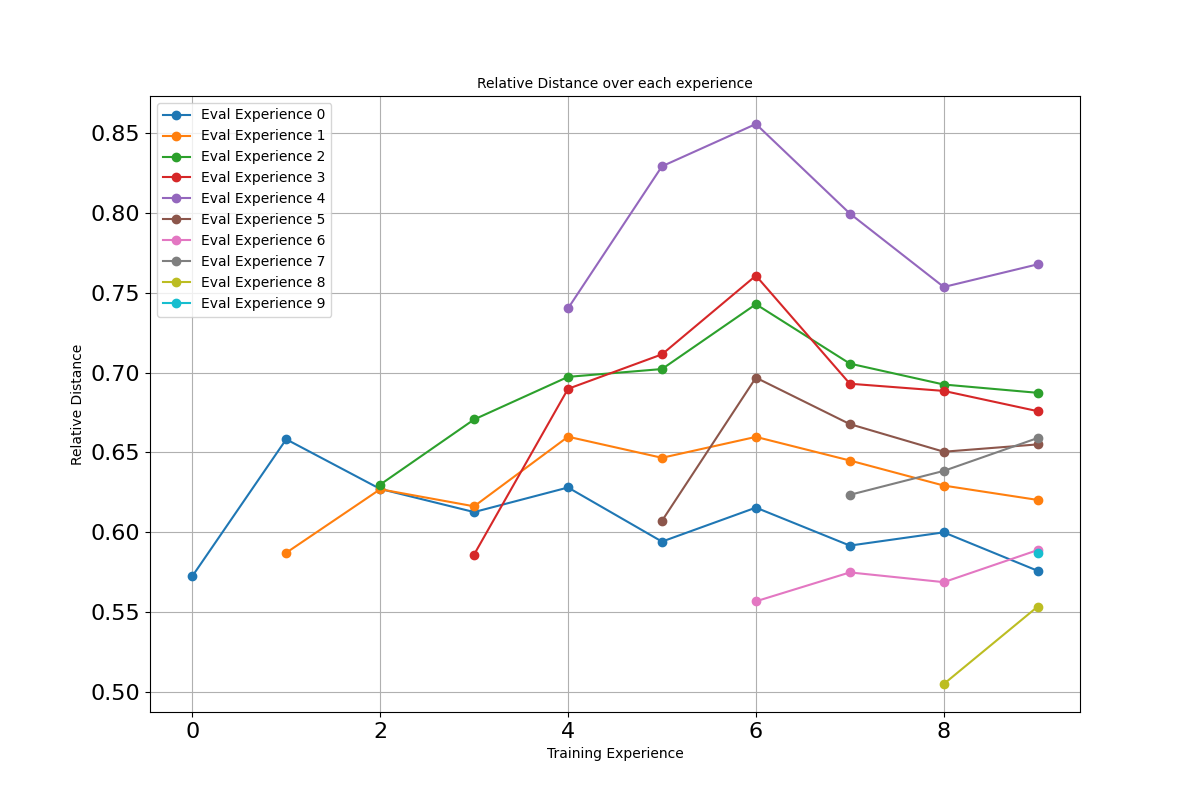 Relative Distance over each experience
Eval Experience 0
Eval Experience 1
Eval Experience 2
Eval Experience 3
Eval Experience 4
Eval Experience 5
Eval Experience 6
Eval Experience 7
Eval Experience 8
Eval Experience 9
0.85
0.80
0.75
0.70
0.65
0.60
0.55
0.50
Relative Distance
0 2 4 6 8
Training Experience